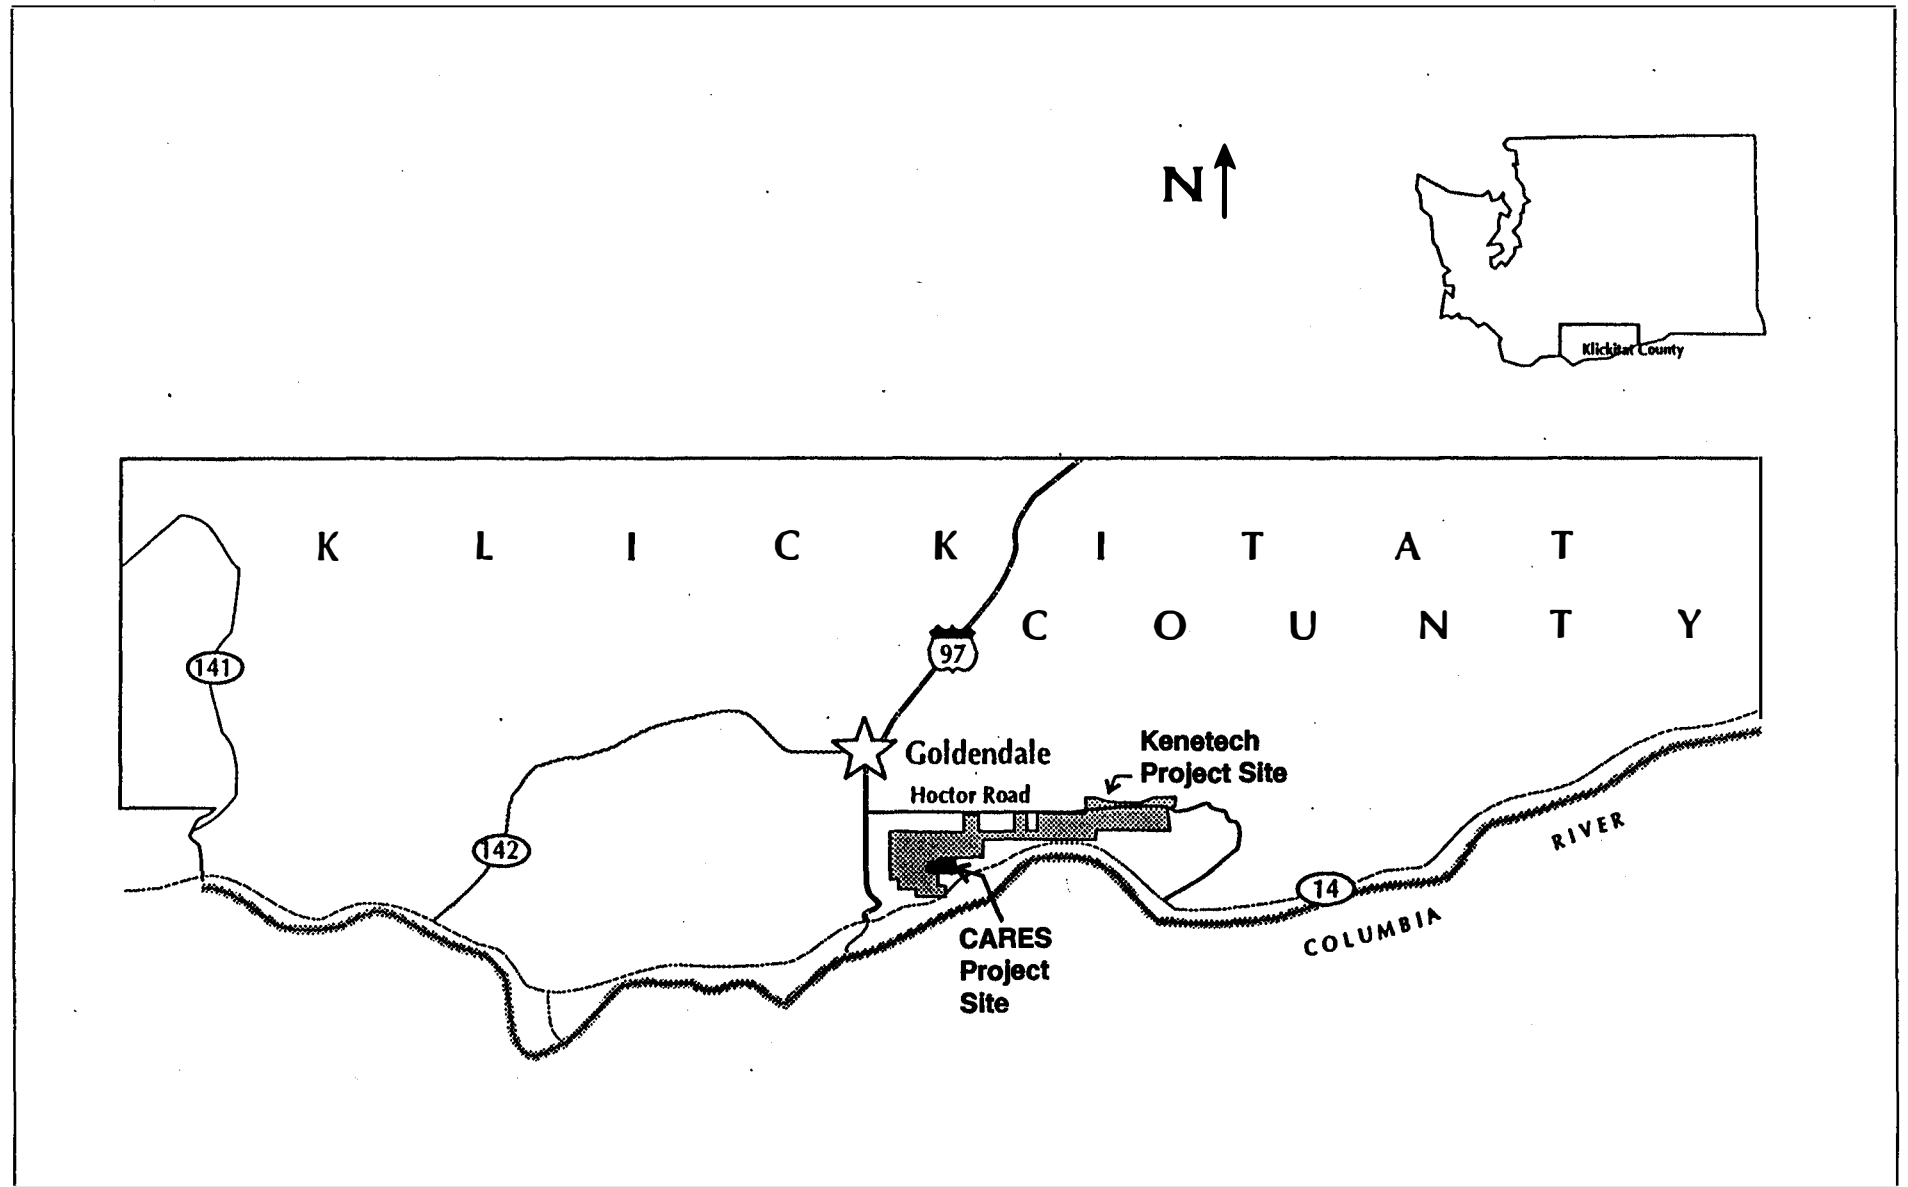 N
Klickitat County
K L I C K I T A T
C O U N T Y
97
141
Goldendale
Kenetech
Project Site
Hoctor Road
142
14
COLUMBIA RIVER
CARES
Project
Site